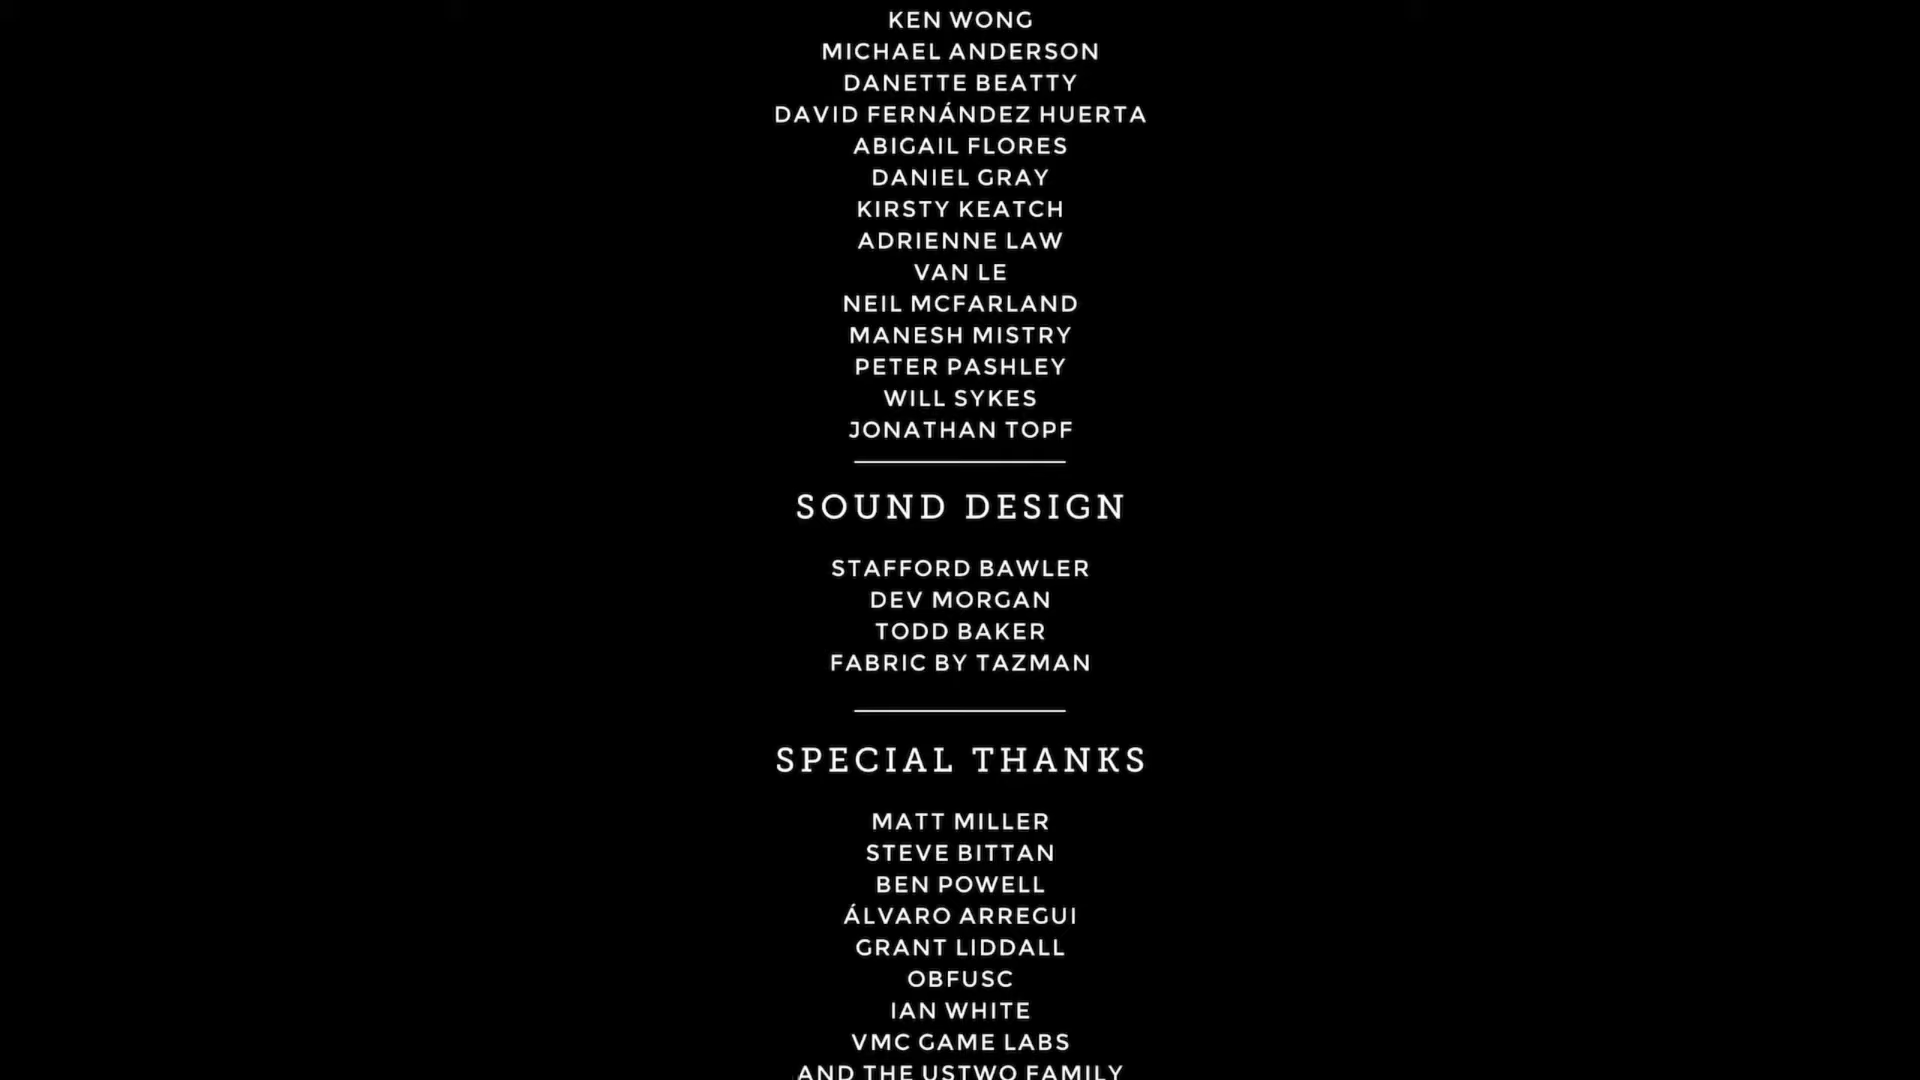 KEN WONG
MICHAEL ANDERSON
DANETTE BEATTY
DAVID FERNÁNDEZ HUERTA
ABIGAIL FLORES
DANIEL GRAY
KIRSTY KEATCH
ADRIENNE LAW
VAN LE
NEIL MCFARLAND
MANESH MISTRY
PETER PASHLEY
WILL SYKES
JONATHAN TOPF
SOUND DESIGN
STAFFORD BAWLER
DEV MORGAN
TODD BAKER
FABRIC BY TAZMAN
SPECIAL THANKS
MATT MILLER
STEVE BITTAN
BEN POWELL
ÁLVARO ARREGUI
GRANT LIDDALL
OBFUSC
IAN WHITE
VMC GAME LABS
AND THE USTWO FAMILY